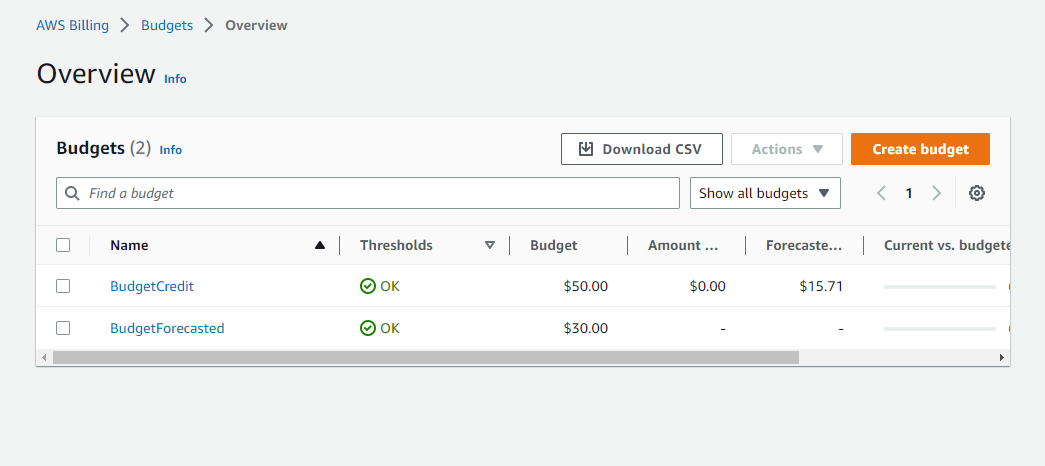 AWS Billing > Budgets > Overview
Overview Info
Budgets (2) Info Download CSV Actions Create budget
Find a budget Show all budgets 1
Name Thresholds Budget Amount ... Forecaste... Current vs. budgete
BudgetCredit OK $50.00 $0.00 $15.71
BudgetForecasted OK $30.00 - -